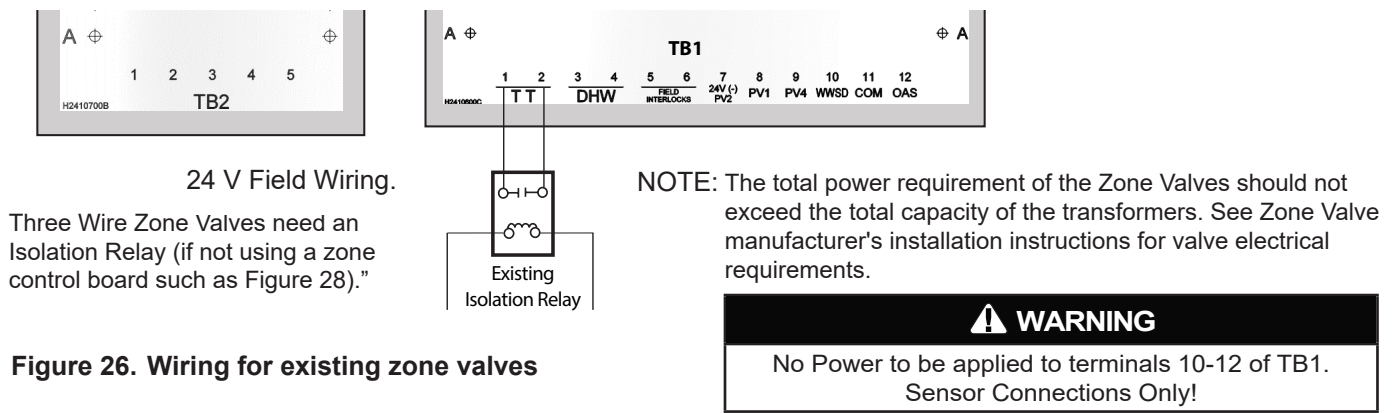 A ⊕ ⊕
1 2 3 4 5
H2410700B TB2
A ⊕ ⊕ A
TB1
1 2 3 4 5 6 7 8 9 10 11 12
H2410600C T T DHW FIELD INTERLOCKS 24V (-) PV2 PV1 PV4 WWSD COM OAS
24 V Field Wiring.
Three Wire Zone Valves need an
Isolation Relay (if not using a zone
control board such as Figure 28).”
Existing
Isolation Relay
NOTE: The total power requirement of the Zone Valves should not
exceed the total capacity of the transformers. See Zone Valve
manufacturer's installation instructions for valve electrical
requirements.
WARNING
No Power to be applied to terminals 10-12 of TB1.
Sensor Connections Only!
Figure 26. Wiring for existing zone valves